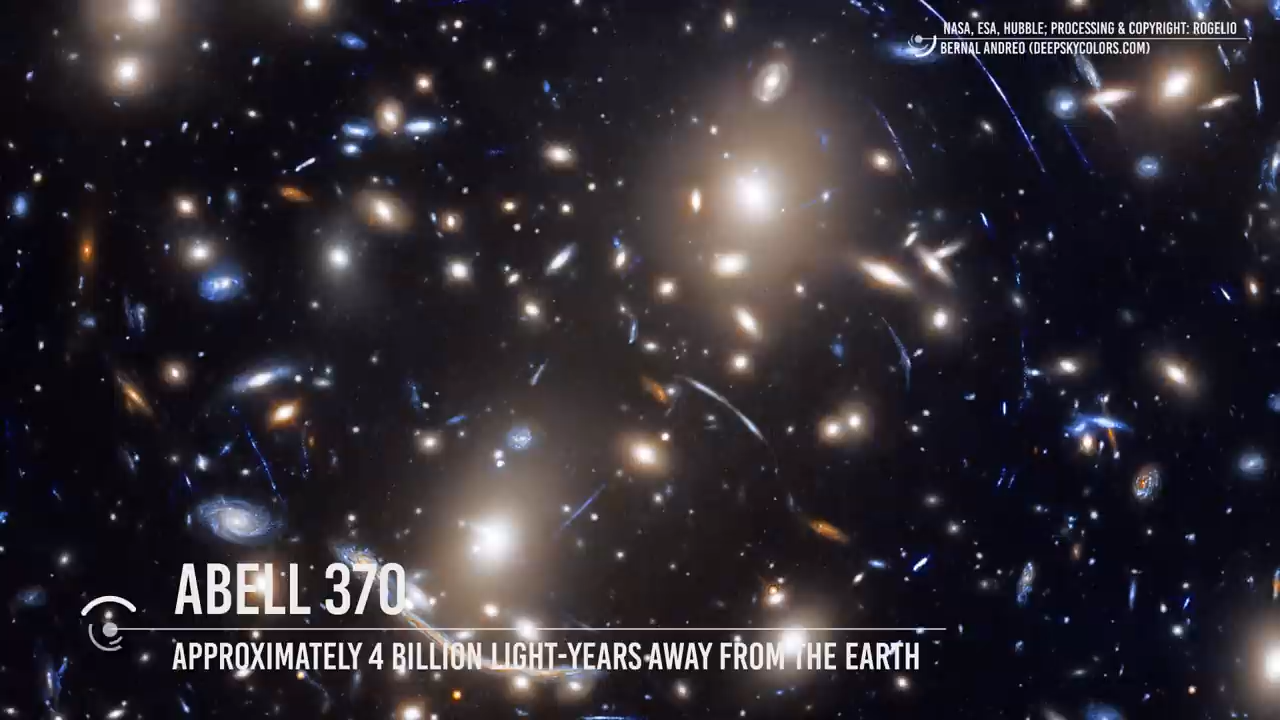 NASA, ESA, HUBBLE; PROCESSING & COPYRIGHT: ROGELIO
BERNAL ANDREO (DEEPSKYCOLORS.COM)
ABELL 370
APPROXIMATELY 4 BILLION LIGHT-YEARS AWAY FROM THE EARTH